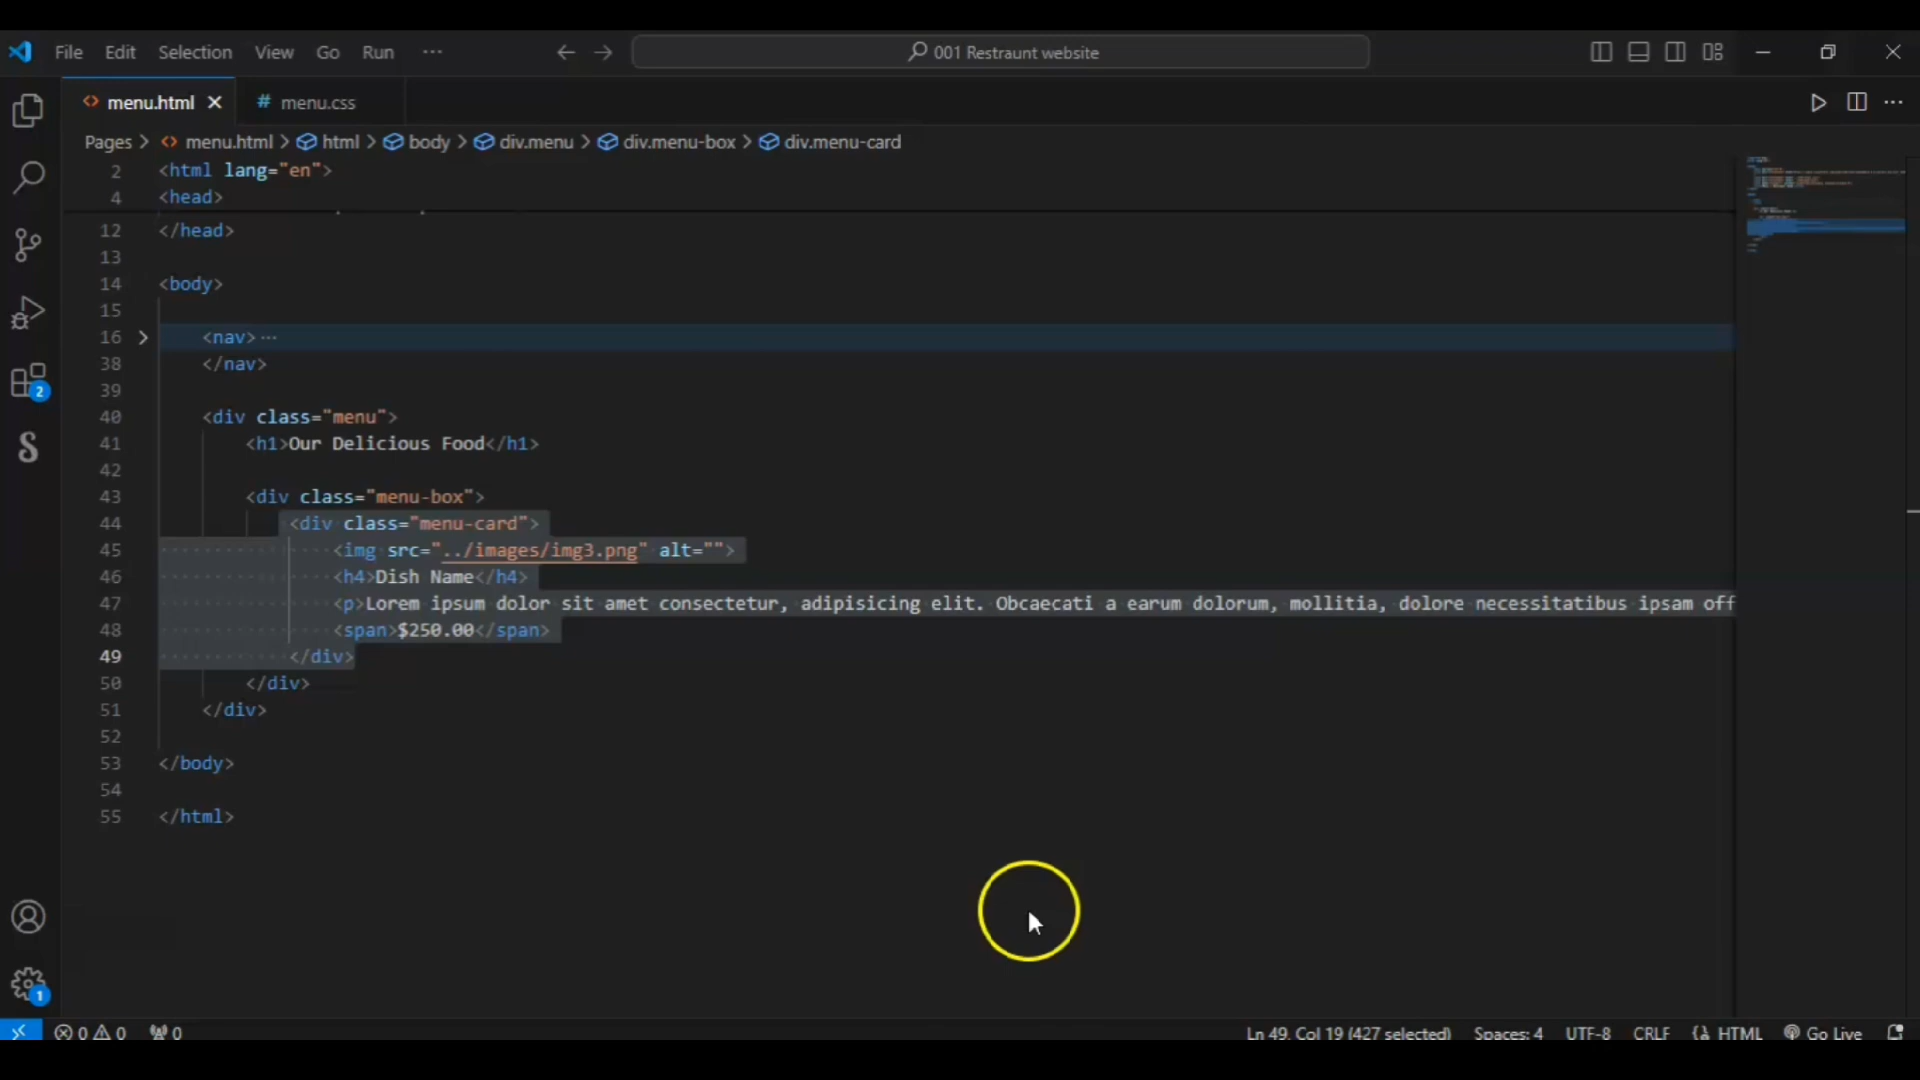 File Edit Selection View Go Run ··· 001 Restraunt website
menu.html # menu.css
Pages > menu.html > html > body > div.menu > div.menu-box > div.menu-card
2 <html lang="en">
4 <head>
12 </head>
13
14 <body>
15
16 <nav>···
38 </nav>
39
40 <div class="menu">
41 <h1>Our Delicious Food</h1>
42
43 <div class="menu-box">
44 <div class="menu-card">
45 <img src="../images/img3.png" alt="">
46 <h4>Dish Name</h4>
47 <p>Lorem ipsum dolor sit amet consectetur, adipisicing elit. Obcaecati a earum dolorum, mollitia, dolore necessitatibus ipsam off
48 <span>$250.00</span>
49 </div>
50 </div>
51 </div>
52
53 </body>
54
55 </html>
2
1
0 0 0 Ln 49, Col 19 (427 selected) Spaces: 4 UTF-8 CRLF HTML Go Live